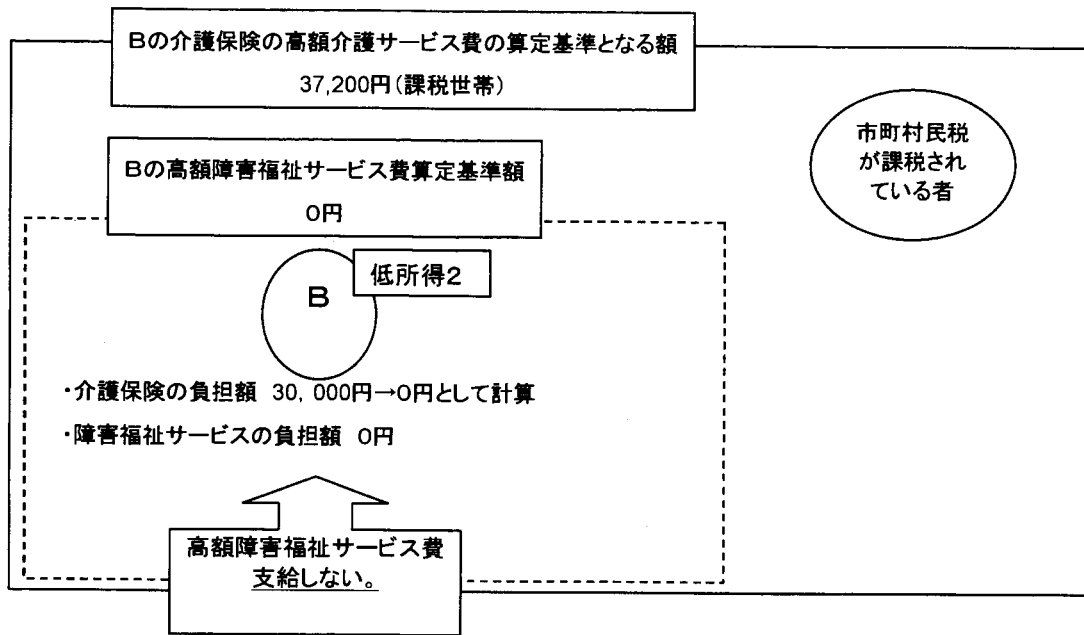 Bの介護保険の高額介護サービス費の算定基準となる額
37,200円(課税世帯)
市町村民税
が課税され
ている者
Bの高額障害福祉サービス費算定基準額
0円
低所得2
B
・介護保険の負担額 30,000円→0円として計算
・障害福祉サービスの負担額 0円
高額障害福祉サービス費
支給しない。